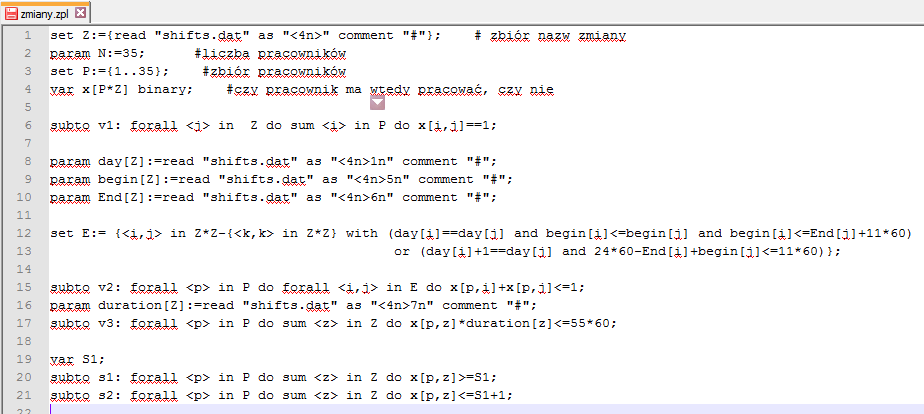 zmiany.zpl
1 set Z:={read "shifts.dat" as "<4n>" comment "#"}; # zbiór nazw zmiany
2 param N:=35; #liczba pracowników
3 set P:={1..35}; #zbiór pracowników
4 var x[P*Z] binary; #czy pracownik ma wtedy pracować, czy nie
5
6 subto v1: forall <j> in Z do sum <i> in P do x[i,j]==1;
7
8 param day[Z]:=read "shifts.dat" as "<4n>1n" comment "#";
9 param begin[Z]:=read "shifts.dat" as "<4n>5n" comment "#";
10 param End[Z]:=read "shifts.dat" as "<4n>6n" comment "#";
11
12 set E:= {<i,j> in Z*Z-{<k,k> in Z*Z} with (day[i]==day[j] and begin[i]<=begin[j] and begin[i]<=End[j]+11*60)
13 or (day[i]+1==day[j] and 24*60-End[i]+begin[j]<=11*60)};
14
15 subto v2: forall <p> in P do forall <i,j> in E do x[p,i]+x[p,j]<=1;
16 param duration[Z]:=read "shifts.dat" as "<4n>7n" comment "#";
17 subto v3: forall <p> in P do sum <z> in Z do x[p,z]*duration[z]<=55*60;
18
19 var S1;
20 subto s1: forall <p> in P do sum <z> in Z do x[p,z]>=S1;
21 subto s2: forall <p> in P do sum <z> in Z do x[p,z]<=S1+1;
22